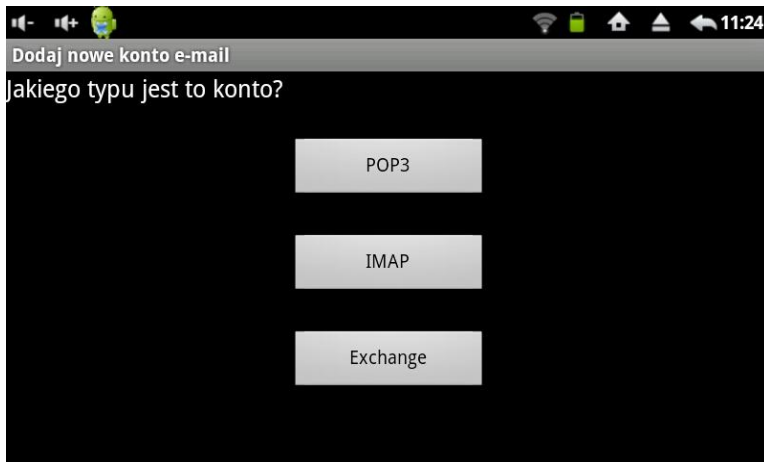 11:24
Dodaj nowe konto e-mail
Jakiego typu jest to konto?
POP3
IMAP
Exchange